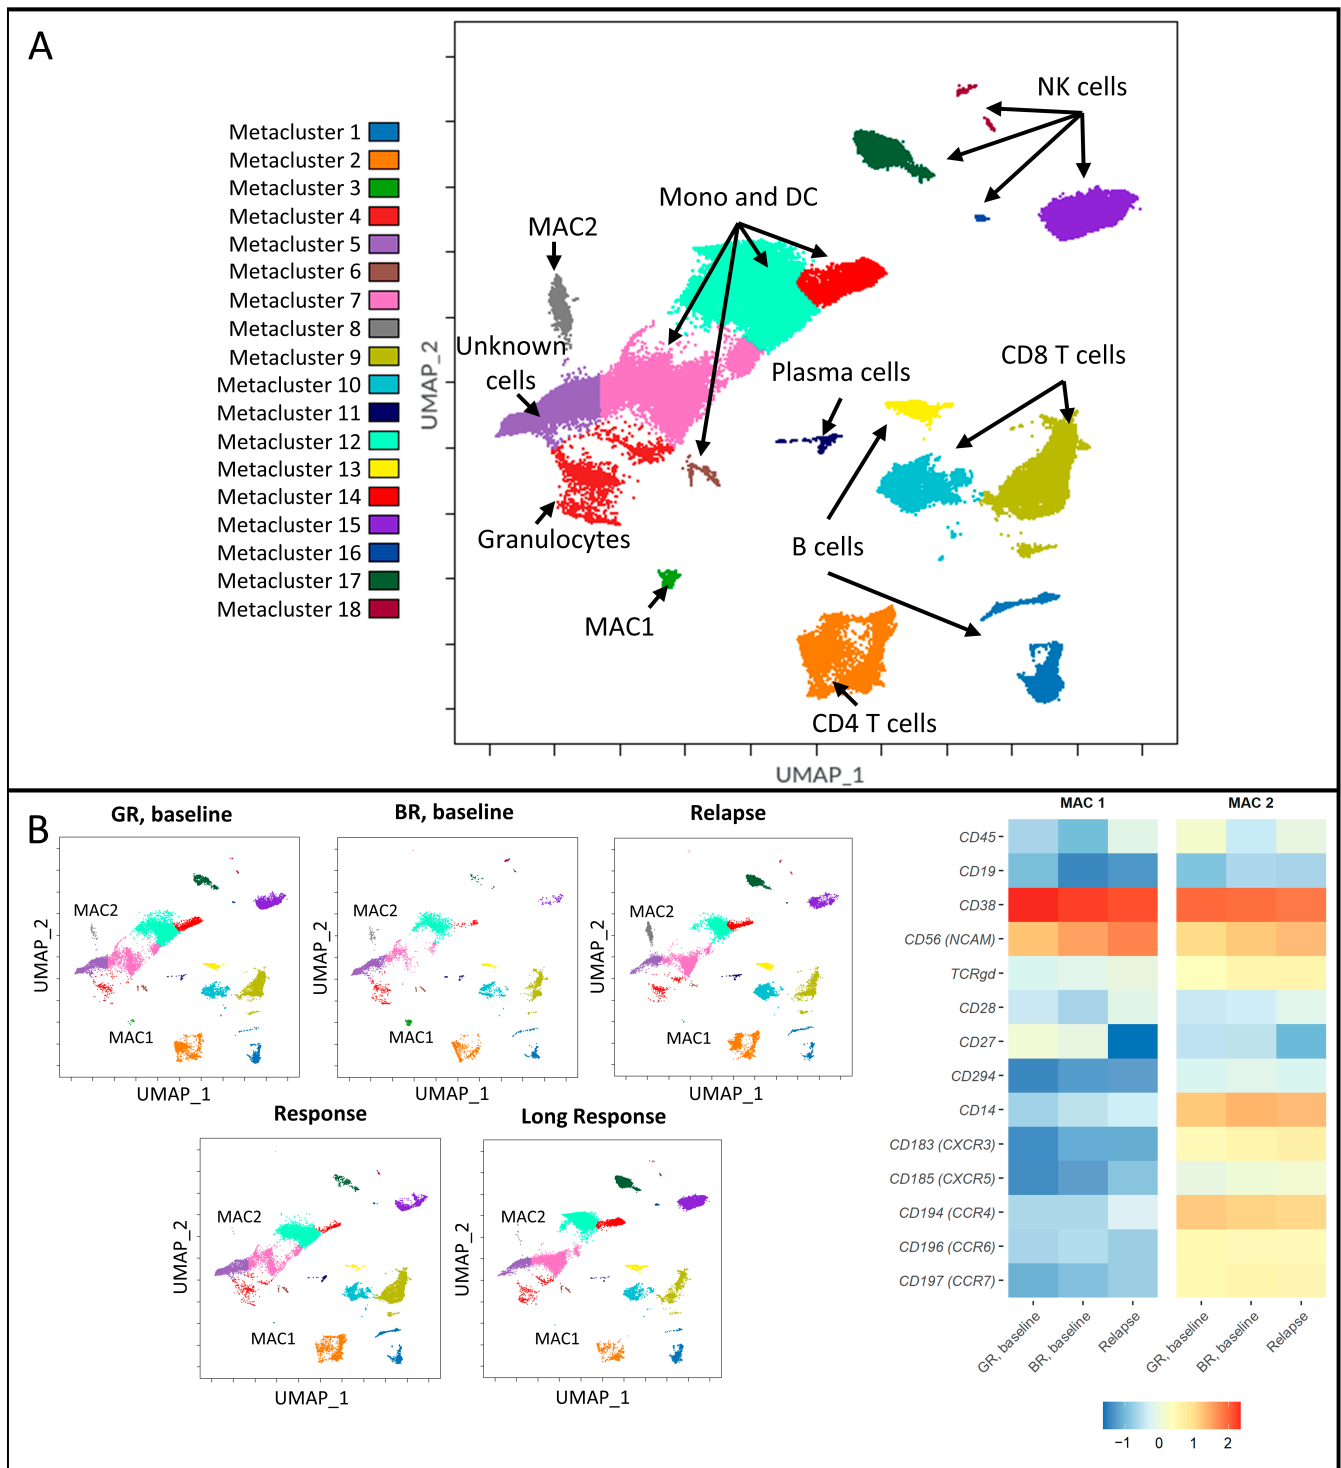 A
Metacluster 1
Metacluster 2
Metacluster 3
Metacluster 4
Metacluster 5
Metacluster 6
Metacluster 7
Metacluster 8
Metacluster 9
Metacluster 10
Metacluster 11
Metacluster 12
Metacluster 13
Metacluster 14
Metacluster 15
Metacluster 16
Metacluster 17
Metacluster 18
NK cells
Mono and DC
MAC2
Unknown
cells
Plasma cells
CD8 T cells
Granulocytes
B cells
MAC1
CD4 T cells
UMAP_2
UMAP_1
B
GR, baseline
MAC2
MAC1
UMAP_2
UMAP_1
BR, baseline
MAC2
MAC1
UMAP_2
UMAP_1
Relapse
MAC2
MAC1
UMAP_2
UMAP_1
Response
MAC2
MAC1
UMAP_2
UMAP_1
Long Response
MAC2
MAC1
UMAP_2
UMAP_1
MAC 1
MAC 2
CD45
CD19
CD38
CD56 (NCAM)
TCRgd
CD28
CD27
CD294
CD14
CD183 (CXCR3)
CD185 (CXCR5)
CD194 (CCR4)
CD196 (CCR6)
CD197 (CCR7)
GR, baseline
BR, baseline
Relapse
GR, baseline
BR, baseline
Relapse
−1 0 1 2